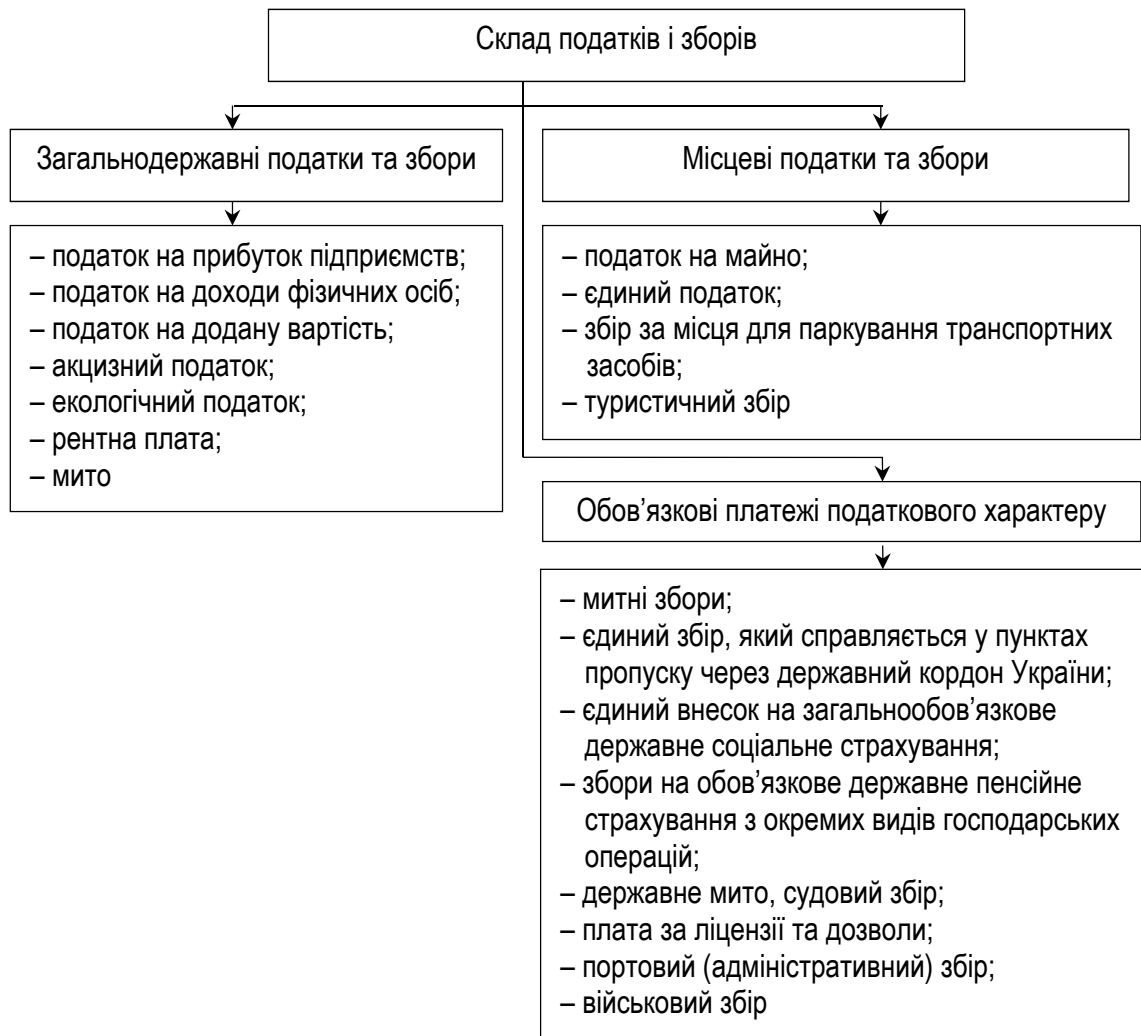 Склад податків і зборів
Загальнодержавні податки та збори
– податок на прибуток підприємств;
– податок на доходи фізичних осіб;
– податок на додану вартість;
– акцизний податок;
– екологічний податок;
– рентна плата;
– мито
Місцеві податки та збори
– податок на майно;
– єдиний податок;
– збір за місця для паркування транспортних
засобів;
– туристичний збір
Обов’язкові платежі податкового характеру
– митні збори;
– єдиний збір, який справляється у пунктах
пропуску через державний кордон України;
– єдиний внесок на загальнообов’язкове
державне соціальне страхування;
– збори на обов’язкове державне пенсійне
страхування з окремих видів господарських
операцій;
– державне мито, судовий збір;
– плата за ліцензії та дозволи;
– портовий (адміністративний) збір;
– військовий збір